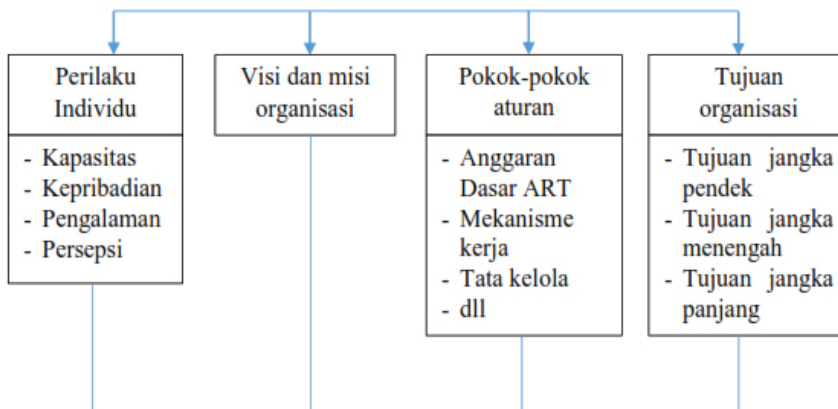 Perilaku
Individu
- Kapasitas
- Kepribadian
- Pengalaman
- Persepsi
Visi dan misi
organisasi
Pokok-pokok
aturan
- Anggaran
Dasar ART
- Mekanisme
kerja
- Tata kelola
- dll
Tujuan
organisasi
- Tujuan jangka
pendek
- Tujuan jangka
menengah
- Tujuan jangka
panjang